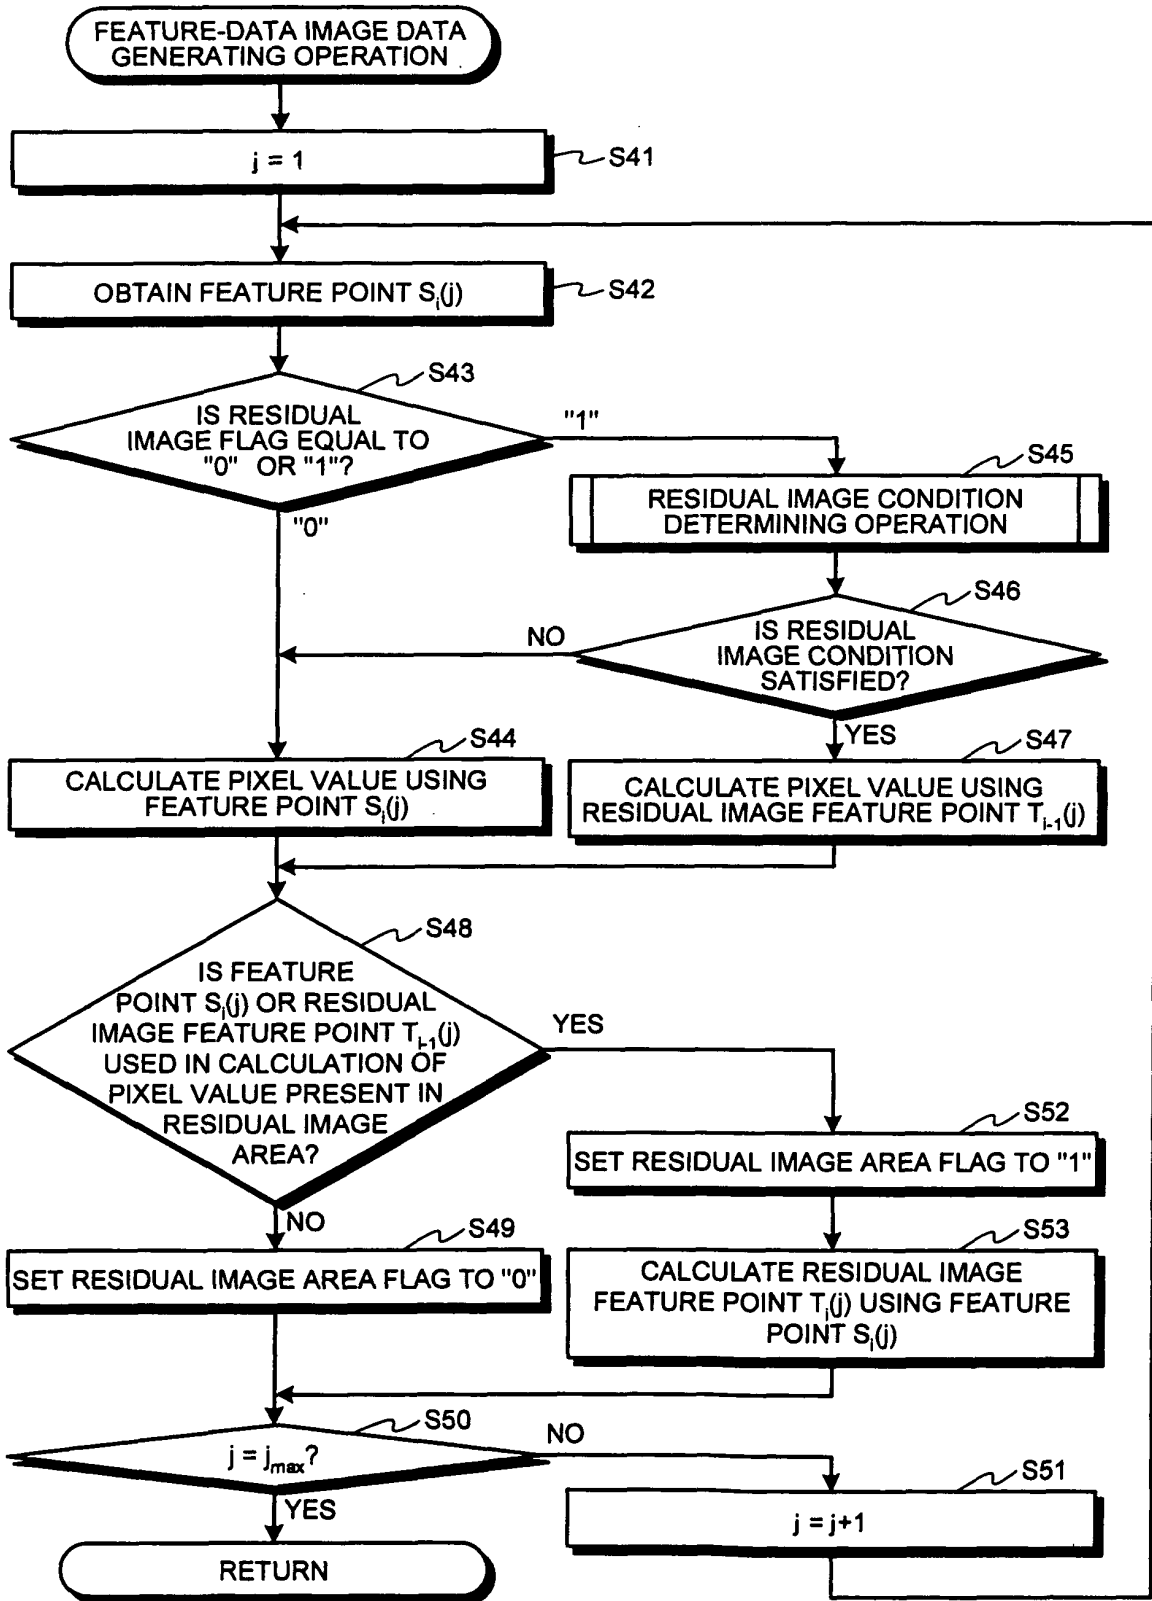 FEATURE-DATA IMAGE DATA
GENERATING OPERATION
j = 1
S41
OBTAIN FEATURE POINT Si(j)
S42
S43
IS RESIDUAL
IMAGE FLAG EQUAL TO
"0" OR "1"?
"1"
"0"
S45
RESIDUAL IMAGE CONDITION
DETERMINING OPERATION
S46
IS RESIDUAL
IMAGE CONDITION
SATISFIED?
NO
YES
S44
CALCULATE PIXEL VALUE USING
FEATURE POINT Si(j)
S47
CALCULATE PIXEL VALUE USING
RESIDUAL IMAGE FEATURE POINT Ti-1(j)
S48
IS FEATURE
POINT Si(j) OR RESIDUAL
IMAGE FEATURE POINT Ti-1(j)
USED IN CALCULATION OF
PIXEL VALUE PRESENT IN
RESIDUAL IMAGE
AREA?
YES
NO
S52
SET RESIDUAL IMAGE AREA FLAG TO "1"
S49
SET RESIDUAL IMAGE AREA FLAG TO "0"
S53
CALCULATE RESIDUAL IMAGE
FEATURE POINT Ti(j) USING FEATURE
POINT Si(j)
S50
j = jmax?
NO
YES
S51
j = j+1
RETURN